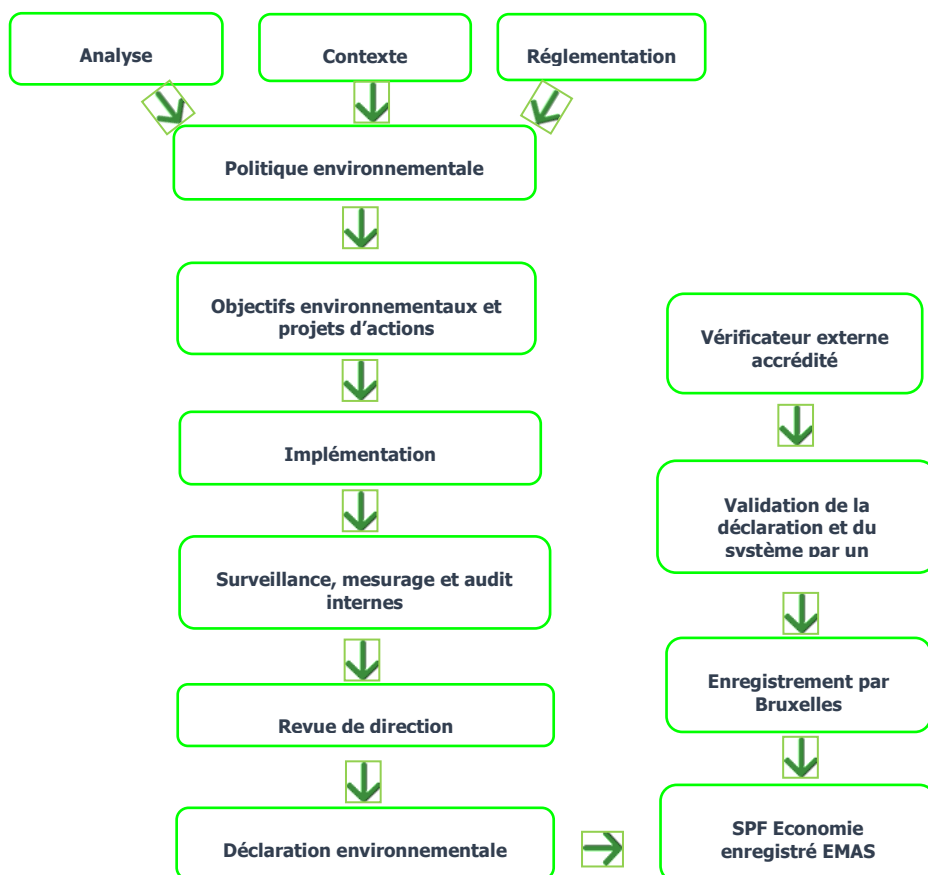 Analyse
Contexte
Réglementation
Politique environnementale
Objectifs environnementaux et
projets d’actions
Implémentation
Surveillance, mesurage et audit
internes
Revue de direction
Déclaration environnementale
Vérificateur externe
accrédité
Validation de la
déclaration et du
système par un
Enregistrement par
Bruxelles
SPF Economie
enregistré EMAS